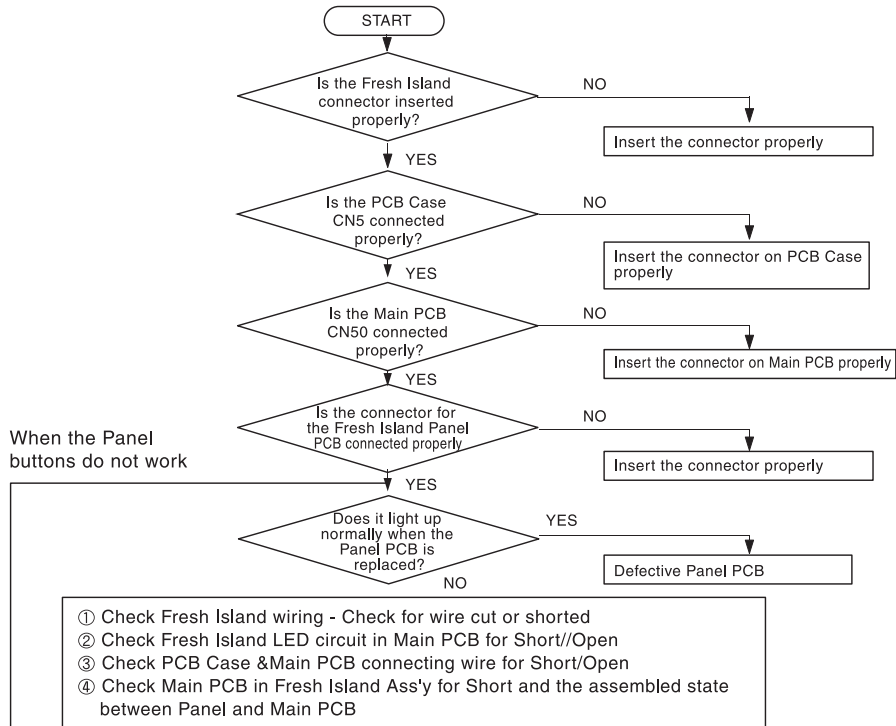 START
Is the Fresh Island
connector inserted
properly?
NO
Insert the connector properly
YES
Is the PCB Case
CN5 connected
properly?
NO
Insert the connector on PCB Case
properly
YES
Is the Main PCB
CN50 connected
properly?
NO
Insert the connector on Main PCB properly
YES
Is the connector for
the Fresh Island Panel
PCB connected properly
NO
Insert the connector properly
When the Panel
buttons do not work
YES
Does it light up
normally when the
Panel PCB is
replaced?
YES
Defective Panel PCB
NO
① Check Fresh Island wiring - Check for wire cut or shorted
② Check Fresh Island LED circuit in Main PCB for Short//Open
③ Check PCB Case &Main PCB connecting wire for Short/Open
④ Check Main PCB in Fresh Island Ass'y for Short and the assembled state
between Panel and Main PCB